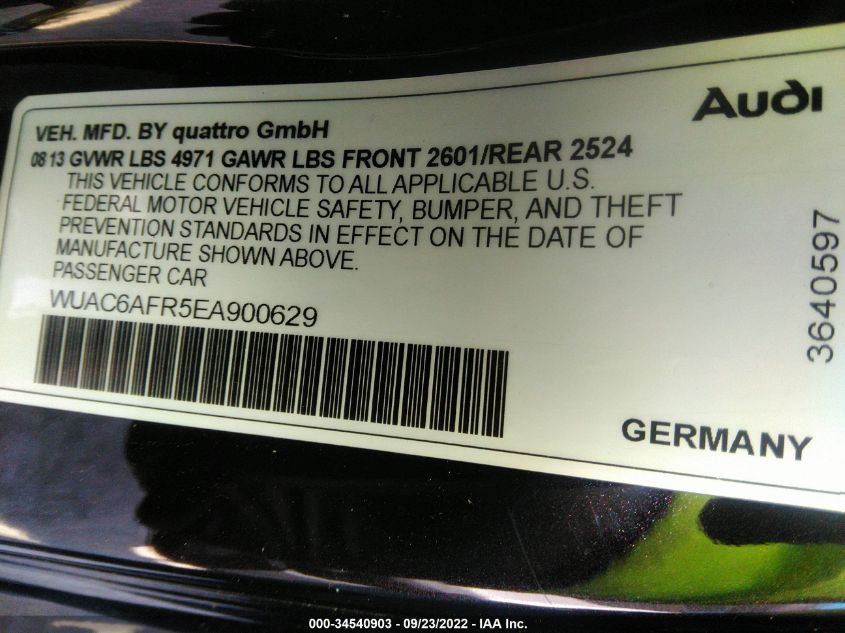 Audi
VEH. MFD. BY quattro GmbH
08 13 GVWR LBS 4971 GAWR LBS FRONT 2601/REAR 2524
THIS VEHICLE CONFORMS TO ALL APPLICABLE U.S.
FEDERAL MOTOR VEHICLE SAFETY, BUMPER, AND THEFT
PREVENTION STANDARDS IN EFFECT ON THE DATE OF
MANUFACTURE SHOWN ABOVE.
PASSENGER CAR
WUAC6AFR5EA900629
3640597
GERMANY
000-34540903 - 09/23/2022 - IAA Inc.